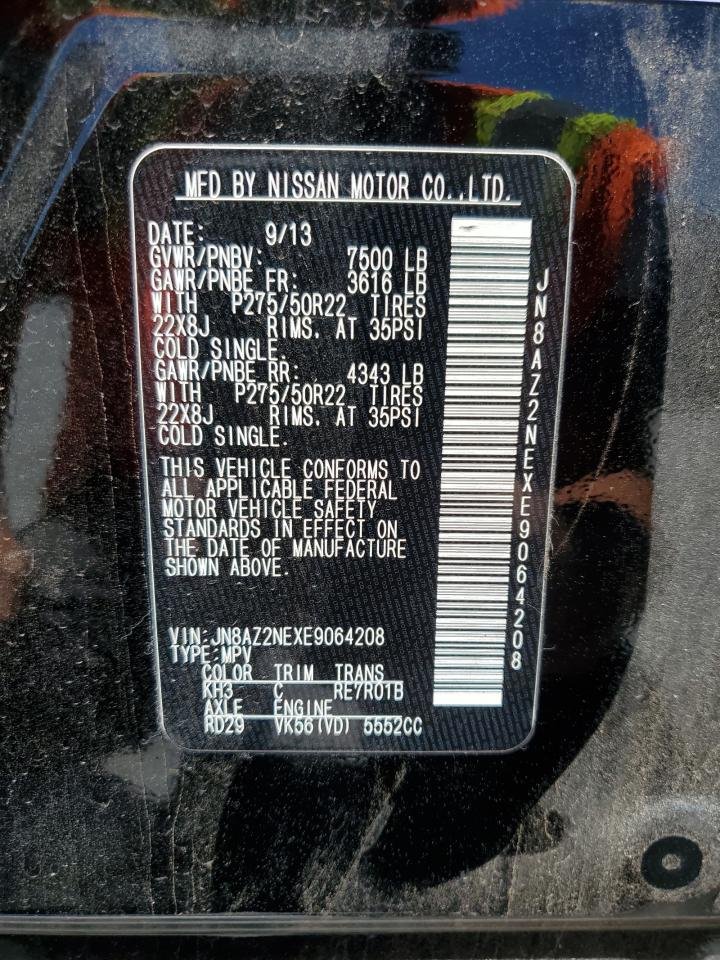 MFD BY NISSAN MOTOR CO.,LTD.
DATE: 9/13
GVWR/PNBV: 7500 LB
GAWR/PNBE FR: 3616 LB
WITH P275/50R22 TIRES
22X8J RIMS. AT 35PSI
COLD SINGLE.
GAWR/PNBE RR: 4343 LB
WITH P275/50R22 TIRES
22X8J RIMS. AT 35PSI
COLD SINGLE.
THIS VEHICLE CONFORMS TO
ALL APPLICABLE FEDERAL
MOTOR VEHICLE SAFETY
STANDARDS IN EFFECT ON
THE DATE OF MANUFACTURE
SHOWN ABOVE.
VIN:JN8AZ2NEXE9064208
TYPE:MPV
COLOR TRIM TRANS
KH3 C RE7R01B
AXLE ENGINE
RD29 VK56(VD) 5552CC
JN8AZ2NEXE9064208